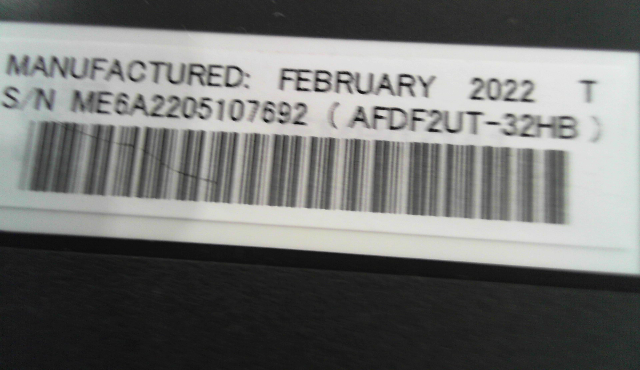 MANUFACTURED: FEBRUARY 2022 T
S/N ME6A2205107692 ( AFDF2UT-32HB )